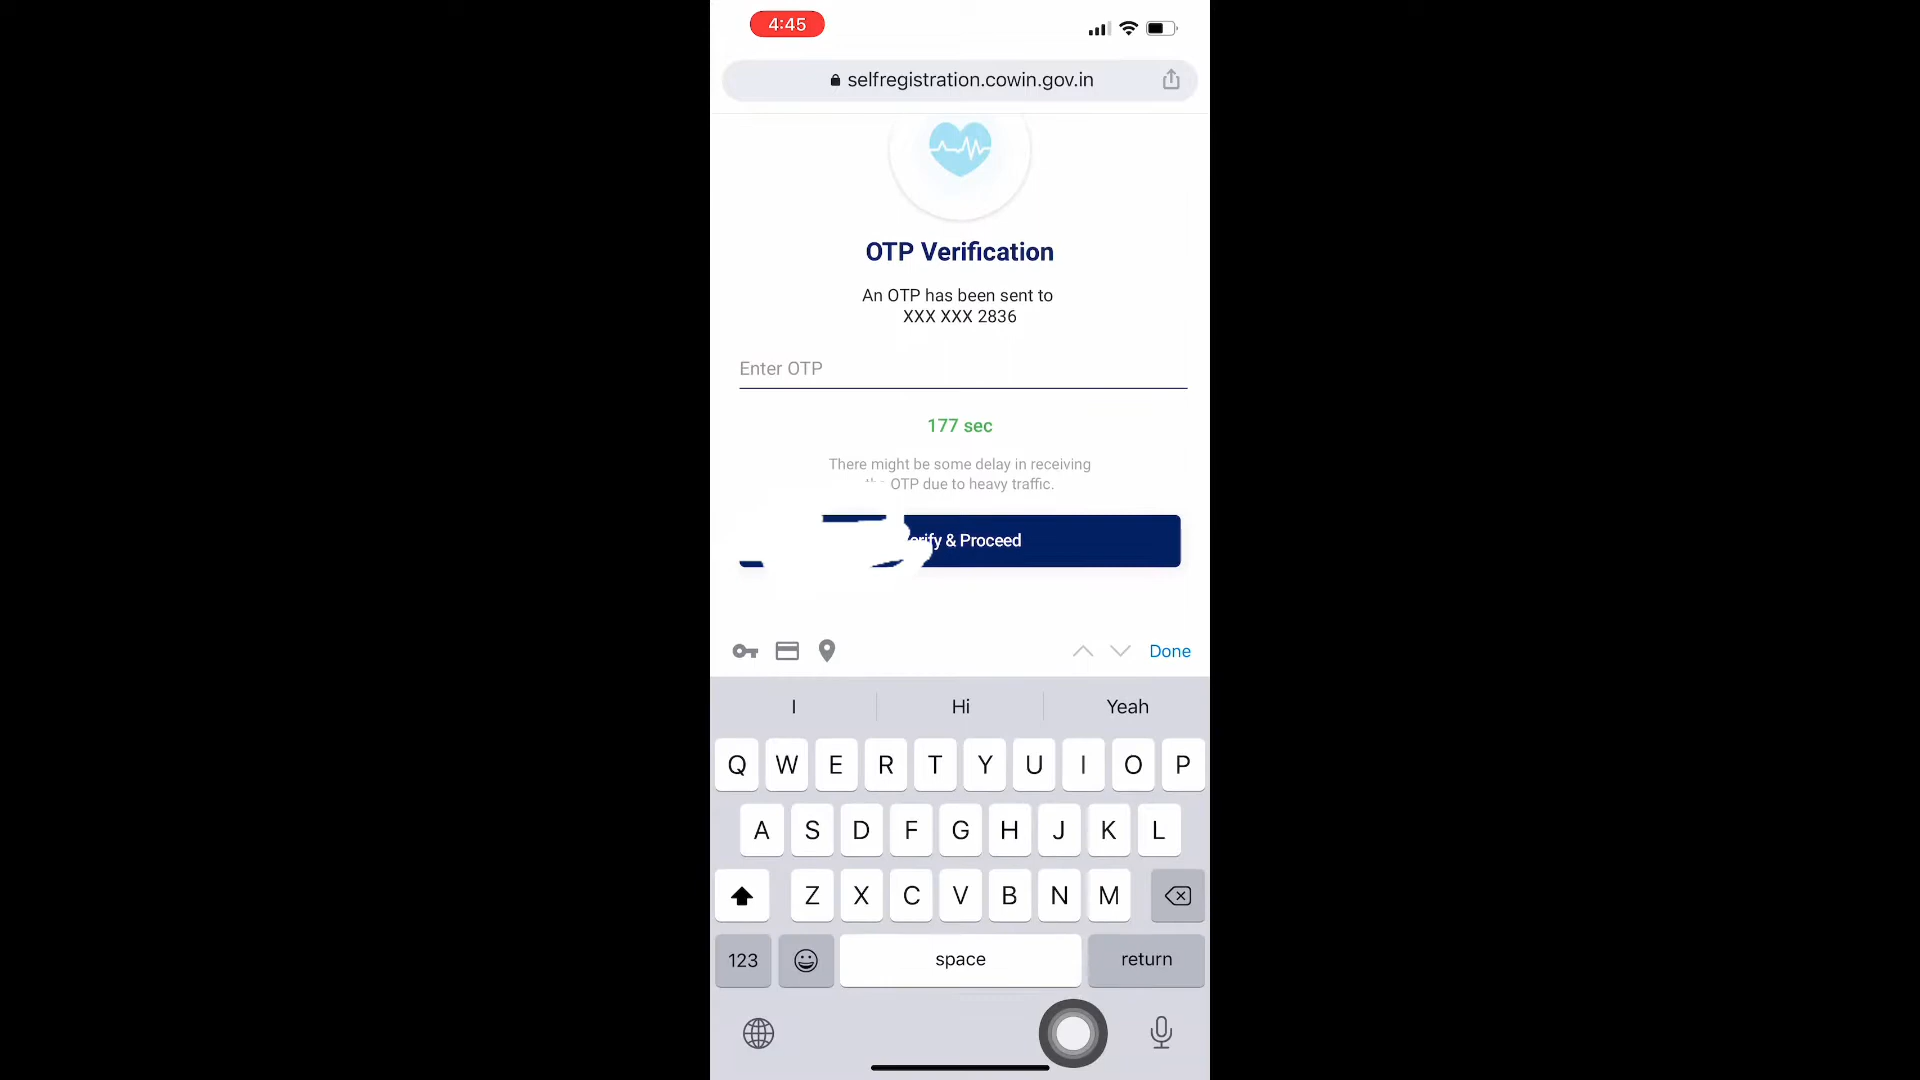 4:45
selfregistration.cowin.gov.in
OTP Verification
An OTP has been sent to
XXX XXX 2836
Enter OTP
177 sec
There might be some delay in receiving
OTP due to heavy traffic.
& Proceed
Done
I Hi Yeah
Q W E R T Y U I O P
A S D F G H J K L
Z X C V B N M
123 space return